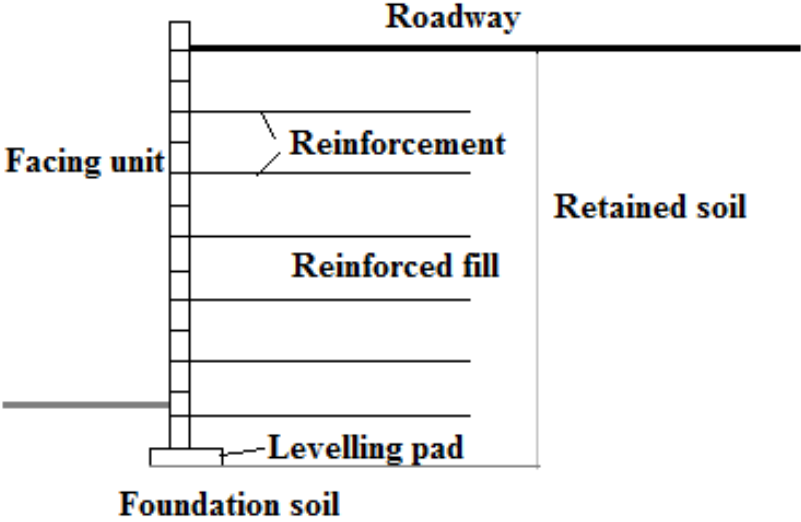 Roadway
Reinforcement
Facing unit
Retained soil
Reinforced fill
Levelling pad
Foundation soil